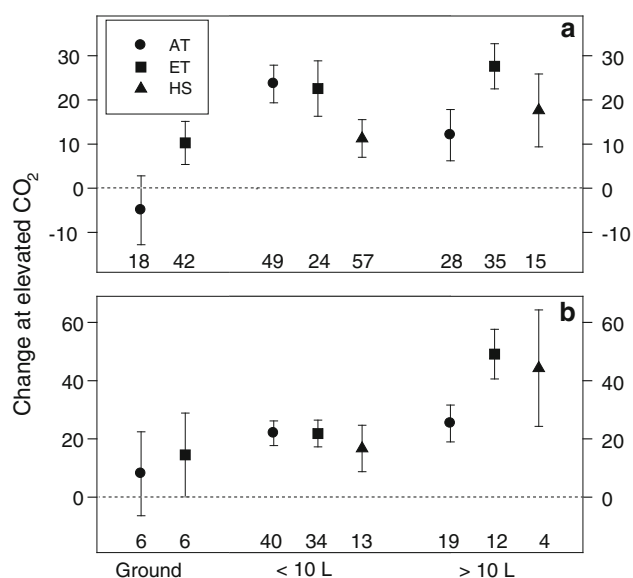 Change at elevated CO2
a
AT
ET
HS
30 30
20 20
10 10
0 0
-10 -10
18 42 49 24 57 28 35 15
b
60 60
40 40
20 20
0 0
6 6 40 34 13 19 12 4
Ground < 10 L > 10 L